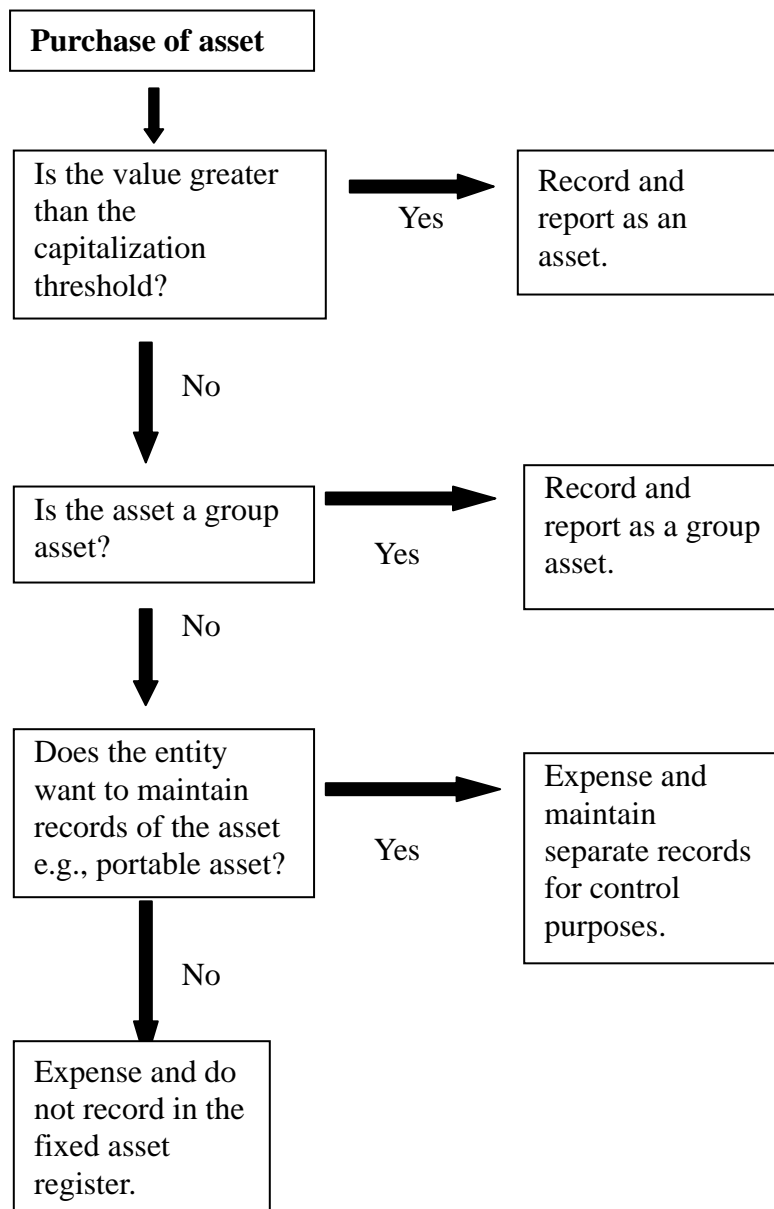 Purchase of asset
Is the value greater
than the
capitalization
threshold?
Yes
Record and
report as an
asset.
No
Is the asset a group
asset?
Yes
Record and
report as a group
asset.
No
Does the entity
want to maintain
records of the asset
e.g., portable asset?
Yes
Expense and
maintain
separate records
for control
purposes.
No
Expense and do
not record in the
fixed asset
register.